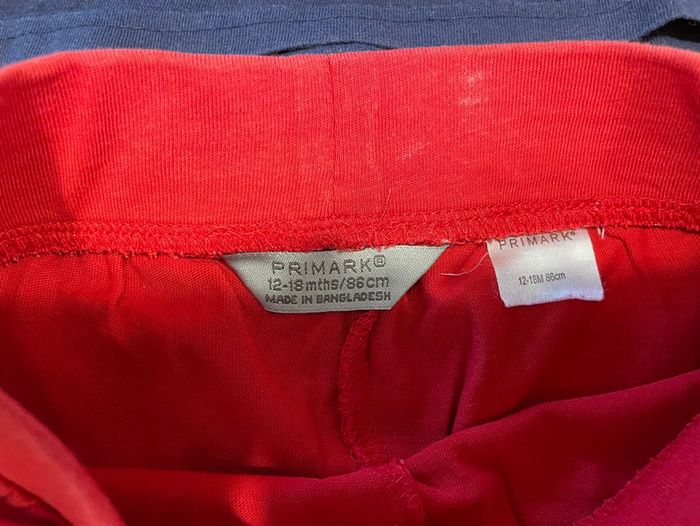 PRIMARK®
12-18 mths/86cm
MADE IN BANGLADESH
PRIMARK®
12-18M 86cm